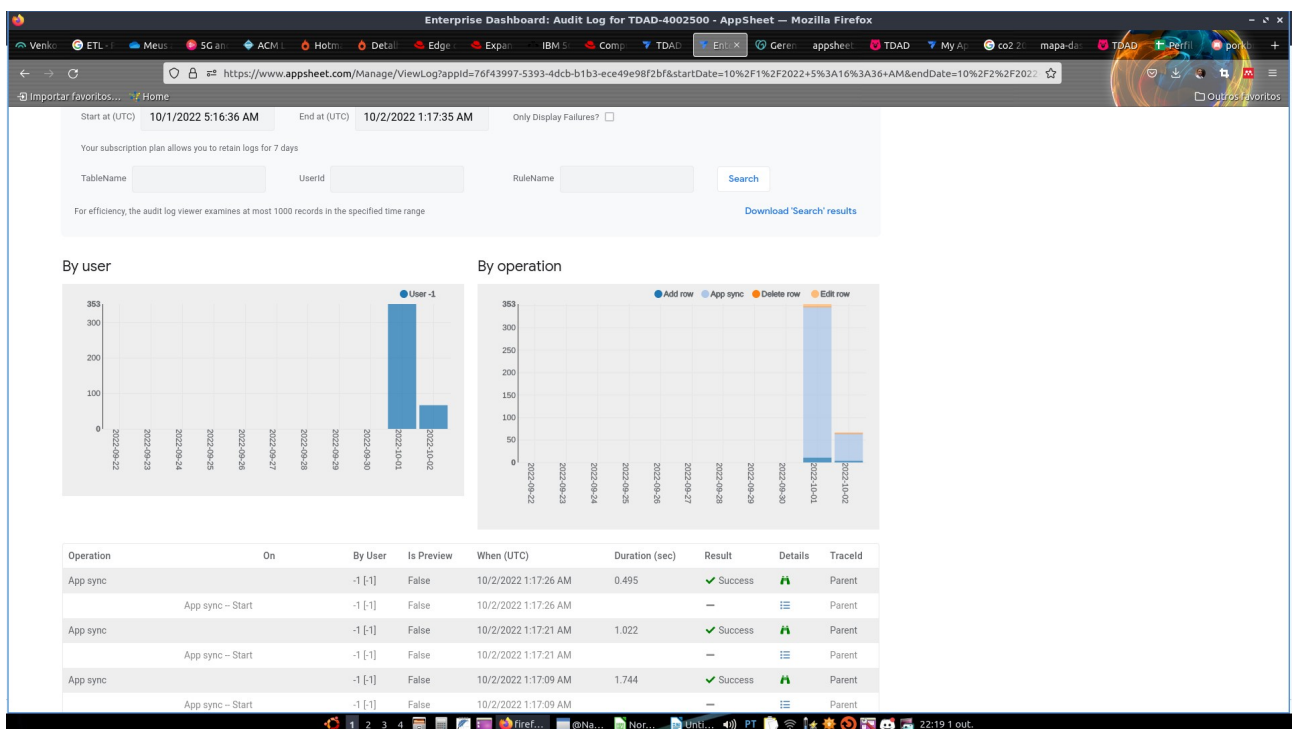 Enterprise Dashboard: Audit Log for TDAD-4002500 - AppSheet — Mozilla Firefox
Venko ETL - F Meus 5G an ACM L Hotm Detal Edge Expan IBM 5 Comp TDAD Ent × Geren appsheet TDAD My Ap co2 20 mapa-das TDAD Perfil porkb +
https://www.appsheet.com/Manage/ViewLog?appId=76f43997-5393-4dcb-b1b3-ece49e98f2bf&startDate=10%2F1%2F2022+5%3A16%3A36+AM&endDate=10%2F2%2F2022
Importar favoritos... Home Outros favoritos
Start at (UTC) 10/1/2022 5:16:36 AM End at (UTC) 10/2/2022 1:17:35 AM Only Display Failures?
Your subscription plan allows you to retain logs for 7 days
TableName UserId RuleName Search
For efficiency, the audit log viewer examines at most 1000 records in the specified time range Download 'Search' results
By user By operation
User -1
353
300
200
100
0
2022-09-22 2022-09-23 2022-09-24 2022-09-25 2022-09-26 2022-09-27 2022-09-28 2022-09-29 2022-09-30 2022-10-01 2022-10-02
Add row App sync Delete row Edit row
353
300
250
200
150
100
50
0
2022-09-22 2022-09-23 2022-09-24 2022-09-25 2022-09-26 2022-09-27 2022-09-28 2022-09-29 2022-09-30 2022-10-01 2022-10-02
Operation On By User Is Preview When (UTC) Duration (sec) Result Details TraceId
App sync -1 [-1] False 10/2/2022 1:17:26 AM 0.495 Success Parent
App sync -- Start -1 [-1] False 10/2/2022 1:17:26 AM — Parent
App sync -1 [-1] False 10/2/2022 1:17:21 AM 1.022 Success Parent
App sync -- Start -1 [-1] False 10/2/2022 1:17:21 AM — Parent
App sync -1 [-1] False 10/2/2022 1:17:09 AM 1.744 Success Parent
App sync -- Start -1 [-1] False 10/2/2022 1:17:09 AM — Parent
1 2 3 4 firef... @Na... Nor... Unti... PT 22:19 1 out.